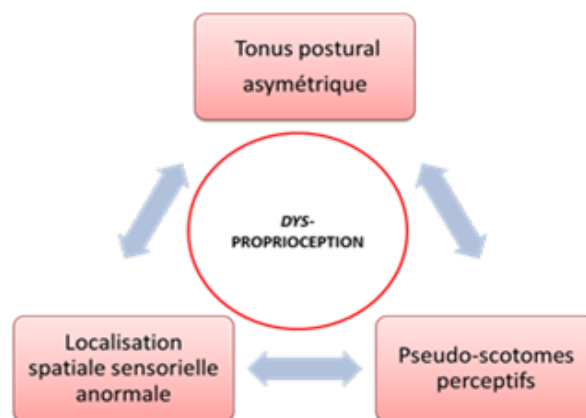 Tonus postural
asymétrique
DYS-
PROPRIOCEPTION
Localisation
spatiale sensorielle
anormale
Pseudo-scotomes
perceptifs